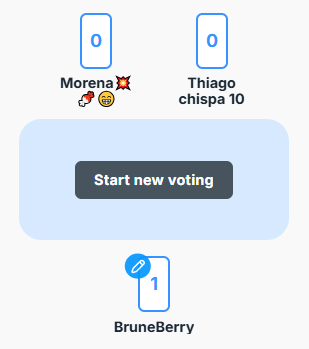 0
0
Morena💥
🍖😁
Thiago
chispa 10
Start new voting
1
BruneBerry